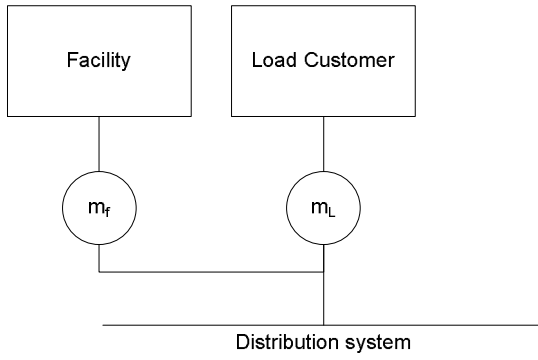 Facility
Load Customer
mf
mL
Distribution system